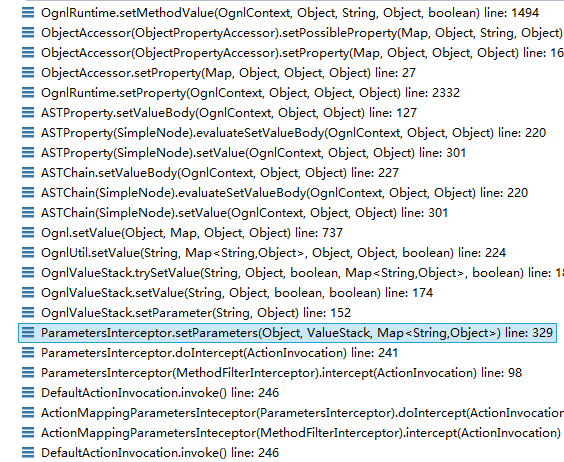 OgnlRuntime.setMethodValue(OgnlContext, Object, String, Object, boolean) line: 1494
ObjectAccessor(ObjectPropertyAccessor).setPossibleProperty(Map, Object, String, Object)
ObjectAccessor(ObjectPropertyAccessor).setProperty(Map, Object, Object, Object) line: 16
ObjectAccessor.setProperty(Map, Object, Object, Object) line: 27
OgnlRuntime.setProperty(OgnlContext, Object, Object, Object) line: 2332
ASTProperty.setValueBody(OgnlContext, Object, Object) line: 127
ASTProperty(SimpleNode).evaluateSetValueBody(OgnlContext, Object, Object) line: 220
ASTProperty(SimpleNode).setValue(OgnlContext, Object, Object) line: 301
ASTChain.setValueBody(OgnlContext, Object, Object) line: 227
ASTChain(SimpleNode).evaluateSetValueBody(OgnlContext, Object, Object) line: 220
ASTChain(SimpleNode).setValue(OgnlContext, Object, Object) line: 301
Ognl.setValue(Object, Map, Object, Object) line: 737
OgnlUtil.setValue(String, Map<String,Object>, Object, Object, boolean) line: 224
OgnlValueStack.trySetValue(String, Object, boolean, Map<String,Object>, boolean) line: 18
OgnlValueStack.setValue(String, Object, boolean, boolean) line: 174
OgnlValueStack.setParameter(String, Object) line: 152
ParametersInterceptor.setParameters(Object, ValueStack, Map<String,Object>) line: 329
ParametersInterceptor.doIntercept(ActionInvocation) line: 241
ParametersInterceptor(MethodFilterInterceptor).intercept(ActionInvocation) line: 98
DefaultActionInvocation.invoke() line: 246
ActionMappingParametersInteceptor(ParametersInterceptor).doIntercept(ActionInvocation
ActionMappingParametersInteceptor(MethodFilterInterceptor).intercept(ActionInvocation)
DefaultActionInvocation.invoke() line: 246